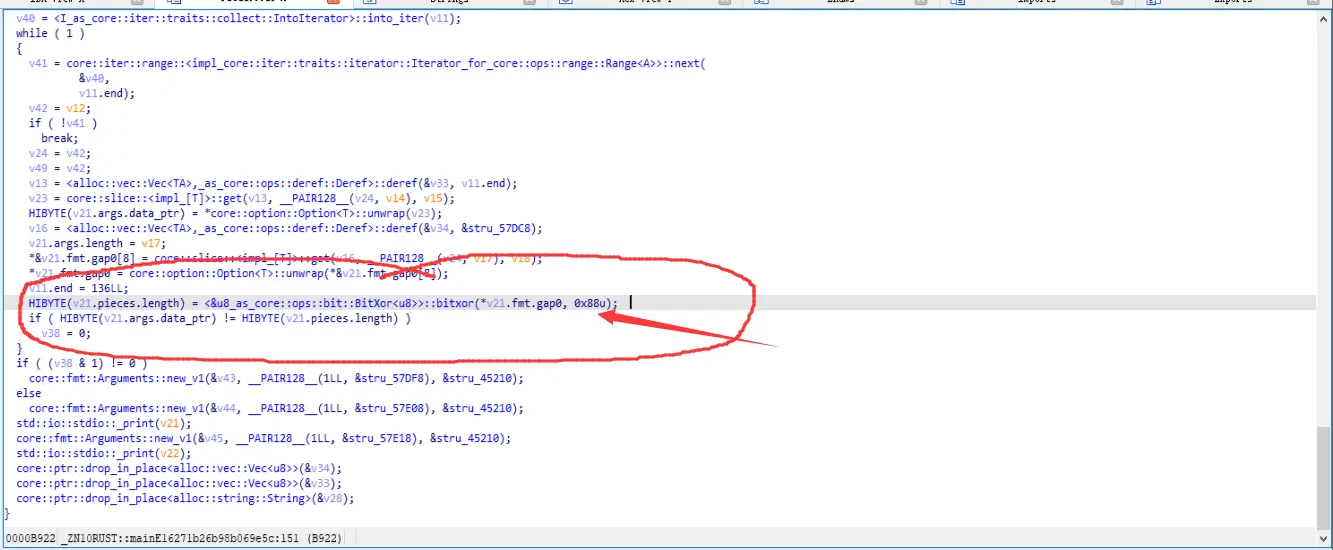 Strings
Imports
Exports
v40 = <I_as_core::iter::traits::collect::IntoIterator>::into_iter(v11);
while ( 1 )
{
v41 = core::iter::range::<impl_core::iter::traits::iterator::Iterator_for_core::ops::range::Range<A>>::next(
&v40,
v11.end);
v42 = v12;
if ( !v41 )
break;
v24 = v42;
v49 = v42;
v13 = <alloc::vec::Vec<TA>,_as_core::ops::deref::Deref>::deref(&v33, v11.end);
v23 = core::slice::<impl_[T]>::get(v13, __PAIR128__(v24, v14), v15);
HIBYTE(v21.args.data_ptr) = *core::option::Option<T>::unwrap(v23);
v16 = <alloc::vec::Vec<TA>,_as_core::ops::deref::Deref>::deref(&v34, &stru_57DC8);
v21.args.length = v17;
*&v21.fmt.gap0[8] = core::slice::<impl_[T]>::get(v16, __PAIR128__(v24, v17), v18);
*v21.fmt.gap0 = core::option::Option<T>::unwrap(*&v21.fmt.gap0[8]);
v11.end = 136LL;
HIBYTE(v21.pieces.length) = <&u8_as_core::ops::bit::BitXor<u8>>::bitxor(*v21.fmt.gap0, 0x88u);
if ( HIBYTE(v21.args.data_ptr) != HIBYTE(v21.pieces.length) )
v38 = 0;
}
if ( (v38 & 1) != 0 )
core::fmt::Arguments::new_v1(&v43, __PAIR128__(1LL, &stru_57DF8), &stru_45210);
else
core::fmt::Arguments::new_v1(&v44, __PAIR128__(1LL, &stru_57E08), &stru_45210);
std::io::stdio::_print(v21);
core::fmt::Arguments::new_v1(&v45, __PAIR128__(1LL, &stru_57E18), &stru_45210);
std::io::stdio::_print(v22);
core::ptr::drop_in_place<alloc::vec::Vec<u8>>(&v34);
core::ptr::drop_in_place<alloc::vec::Vec<u8>>(&v33);
core::ptr::drop_in_place<alloc::string::String>(&v28);
}
0000B922 _ZN10RUST::mainE16271b26b98b069e5c:151 (B922)